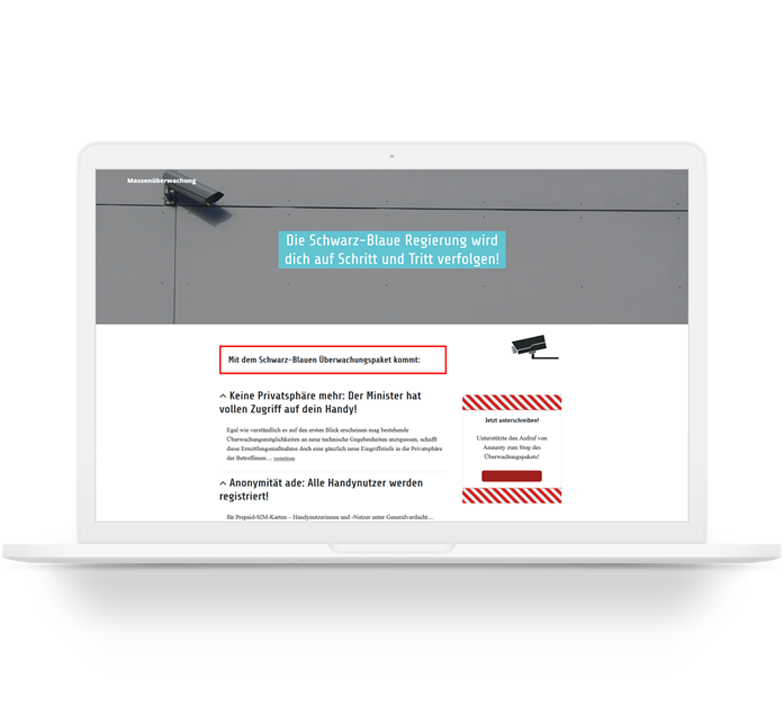 Massenüberwachung
Die Schwarz-Blaue Regierung wird
dich auf Schritt und Tritt verfolgen!
Mit dem Schwarz-Blauen Überwachungspaket kommt:
Keine Privatsphäre mehr: Der Minister hat
vollen Zugriff auf dein Handy!
Egal wie verständlich es auf den ersten Blick erscheinen mag bestehende
Überwachungsmöglichkeiten an neue technische Gegebenheiten anzupassen, schafft
diese Ermittlungsmaßnahme doch eine gänzlich neue Eingriffstiefe in die Privatsphäre
der Betroffenen… weiterlesen
Anonymität ade: Alle Handynutzer werden
registriert!
für Prepaid-SIM-Karten – Handynutzerinnen und -Nutzer unter Generalverdacht…
Jetzt unterschreiben!
Unterstützte den Aufruf von
Amnesty zum Stop des
Überwachungspakets!